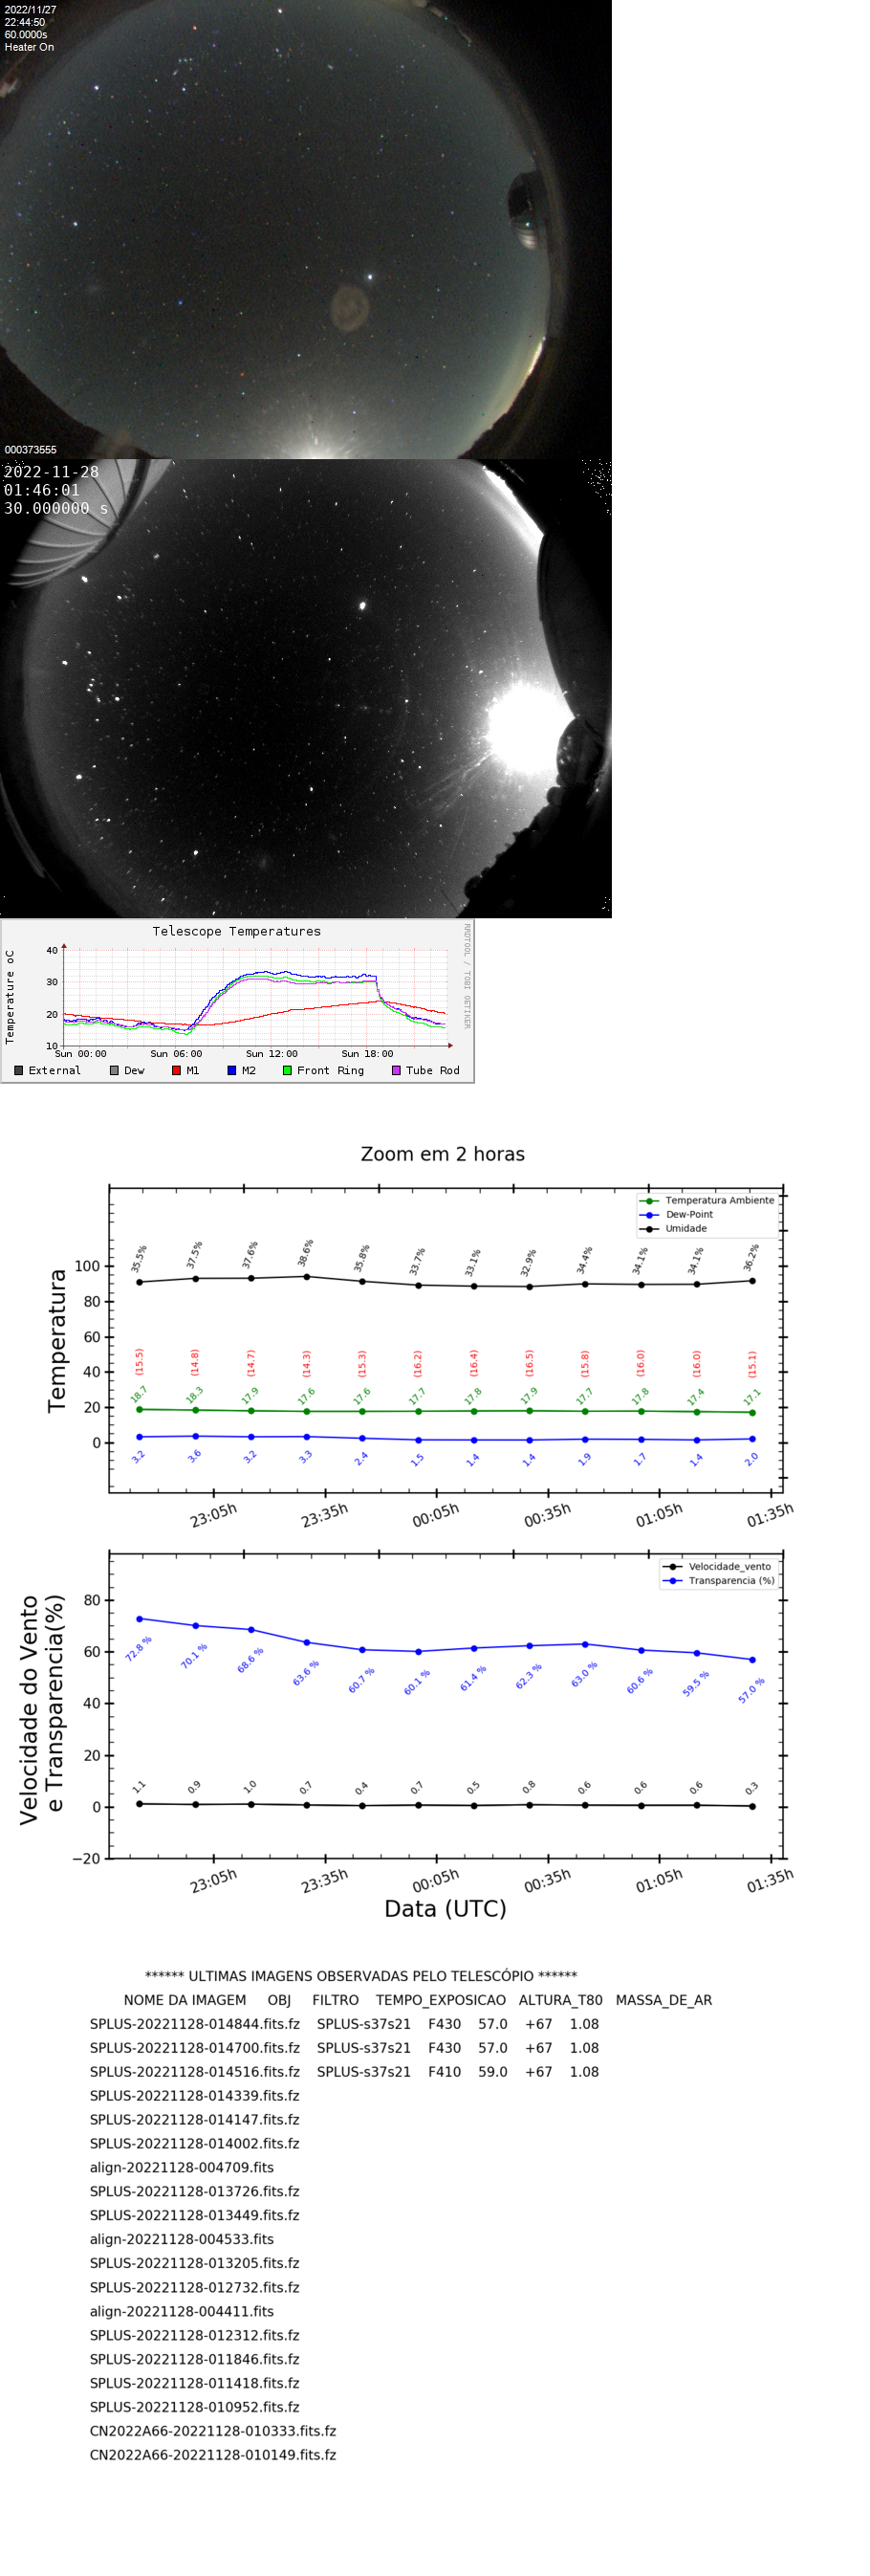 2022/11/27
22:44:50
60.0000s
Heater On
000373555
2022-11-28
01:46:01
30.000000 s
Telescope Temperatures
RRDTOOL / TOBI OETIKER
Temperature oC
40
30
20
10
Sun 00:00 Sun 06:00 Sun 12:00 Sun 18:00
External Dew M1 M2 Front Ring Tube Rod
Zoom em 2 horas
Temperatura Ambiente
Dew-Point
Umidade
Temperatura
100
80
60
40
20
0
35.5% 37.5% 37.6% 38.6% 35.8% 33.7% 33.1% 32.9% 34.4% 34.1% 34.1% 36.2%
(15.5) (14.8) (14.7) (14.3) (15.3) (16.2) (16.4) (16.5) (15.8) (16.0) (16.0) (15.1)
18.7 18.3 17.9 17.6 17.6 17.7 17.8 17.9 17.7 17.8 17.4 17.1
3.2 3.6 3.2 3.3 2.4 1.5 1.4 1.4 1.9 1.7 1.4 2.0
23:05h 23:35h 00:05h 00:35h 01:05h 01:35h
Velocidade_vento
Transparencia (%)
Velocidade do Vento
e Transparencia(%)
80
60
40
20
0
−20
72.8 % 70.1 % 68.6 % 63.6 % 60.7 % 60.1 % 61.4 % 62.3 % 63.0 % 60.6 % 59.5 % 57.0 %
1.1 0.9 1.0 0.7 0.4 0.7 0.5 0.8 0.6 0.6 0.6 0.3
23:05h 23:35h 00:05h 00:35h 01:05h 01:35h
Data (UTC)
****** ULTIMAS IMAGENS OBSERVADAS PELO TELESCÓPIO ******
NOME DA IMAGEM OBJ FILTRO TEMPO_EXPOSICAO ALTURA_T80 MASSA_DE_AR
SPLUS-20221128-014844.fits.fz SPLUS-s37s21 F430 57.0 +67 1.08
SPLUS-20221128-014700.fits.fz SPLUS-s37s21 F430 57.0 +67 1.08
SPLUS-20221128-014516.fits.fz SPLUS-s37s21 F410 59.0 +67 1.08
SPLUS-20221128-014339.fits.fz
SPLUS-20221128-014147.fits.fz
SPLUS-20221128-014002.fits.fz
align-20221128-004709.fits
SPLUS-20221128-013726.fits.fz
SPLUS-20221128-013449.fits.fz
align-20221128-004533.fits
SPLUS-20221128-013205.fits.fz
SPLUS-20221128-012732.fits.fz
align-20221128-004411.fits
SPLUS-20221128-012312.fits.fz
SPLUS-20221128-011846.fits.fz
SPLUS-20221128-011418.fits.fz
SPLUS-20221128-010952.fits.fz
CN2022A66-20221128-010333.fits.fz
CN2022A66-20221128-010149.fits.fz